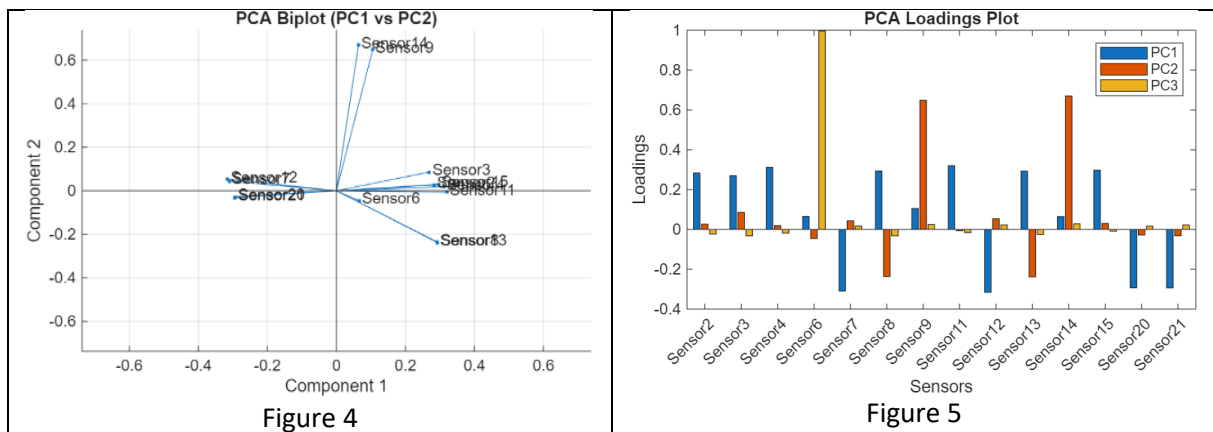 PCA Biplot (PC1 vs PC2)
0.6
0.4
0.2
0
-0.2
-0.4
-0.6
Component 2
Sensor14
Sensor9
Sensor3
Sensor15
Sensor11
Sensor6
Sensor13
Sensor12
Sensor7
Sensor21
-0.6
-0.4
-0.2
0
0.2
0.4
0.6
Component 1
Figure 4
PCA Loadings Plot
1
0.8
0.6
0.4
0.2
0
-0.2
-0.4
Loadings
PC1
PC2
PC3
Sensor2
Sensor3
Sensor4
Sensor6
Sensor7
Sensor8
Sensor9
Sensor11
Sensor12
Sensor13
Sensor14
Sensor15
Sensor20
Sensor21
Sensors
Figure 5